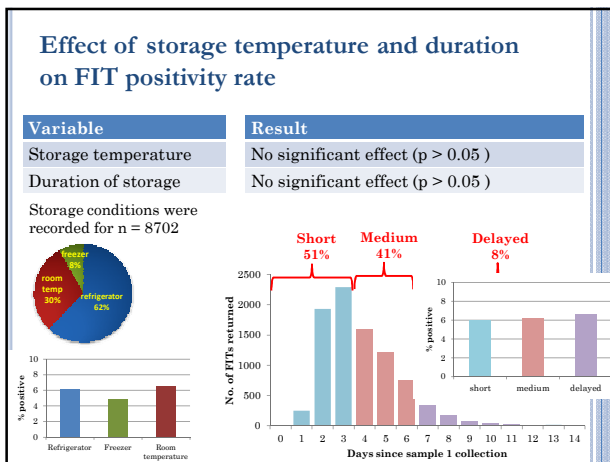 Effect of storage temperature and duration
on FIT positivity rate
Variable
Result
Storage temperature
No significant effect (p > 0.05 )
Duration of storage
No significant effect (p > 0.05 )
Storage conditions were
recorded for n = 8702
freezer
8%
room
temp
30%
refrigerator
62%
% positive
10
8
6
4
2
0
Refrigerator
Freezer
Room
temperature
Short
51%
Medium
41%
Delayed
8%
No. of FITs returned
2500
2000
1500
1000
500
0
0 1 2 3 4 5 6 7 8 9 10 11 12 13 14
Days since sample 1 collection
% positive
10
8
6
4
2
0
short
medium
delayed